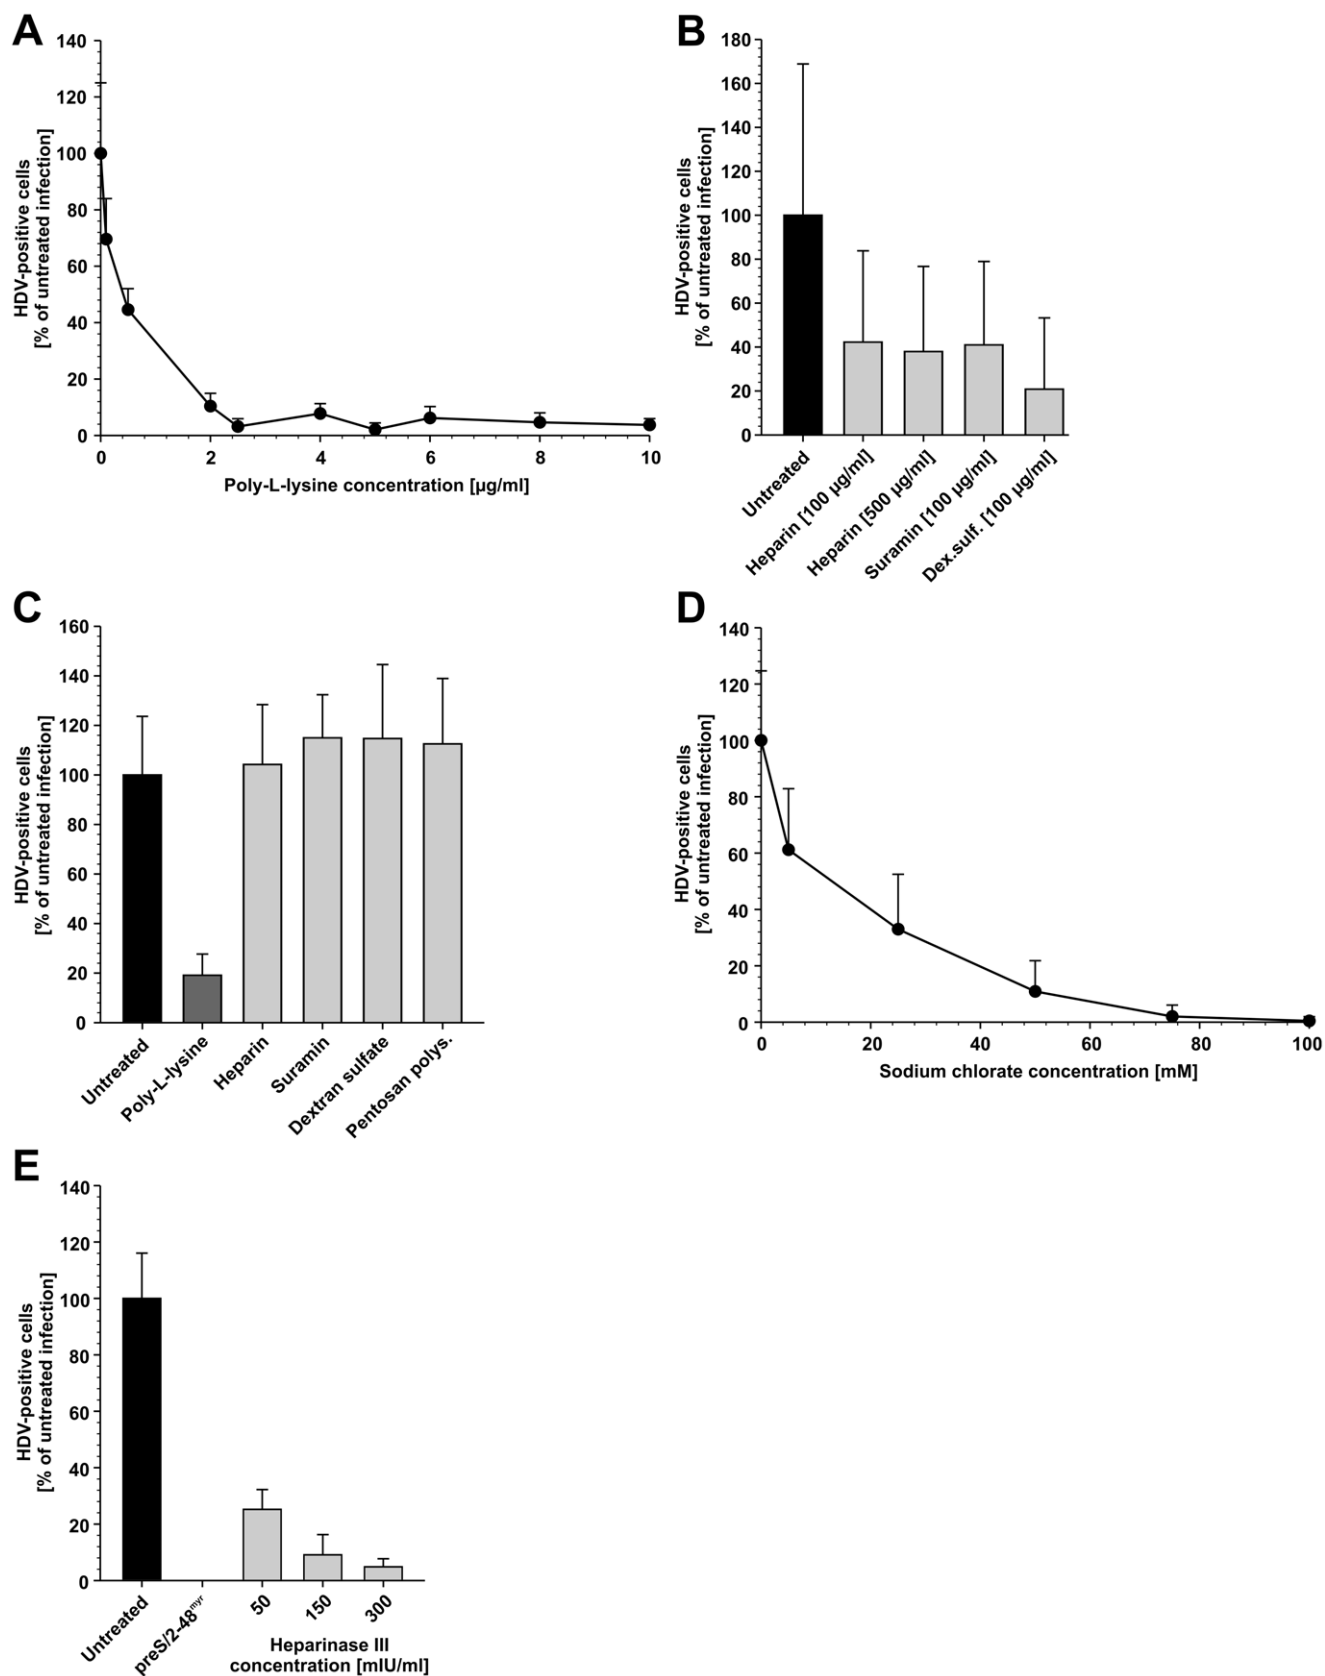 A
HDV-positive cells
[% of untreated infection]
140
120
100
80
60
40
20
0
0 2 4 6 8 10
Poly-L-lysine concentration [µg/ml]
B
HDV-positive cells
[% of untreated infection]
180
160
140
120
100
80
60
40
20
0
Untreated
Heparin [100 µg/ml]
Heparin [500 µg/ml]
Suramin [100 µg/ml]
Dex.sulf. [100 µg/ml]
C
HDV-positive cells
[% of untreated infection]
160
140
120
100
80
60
40
20
0
Untreated
Poly-L-lysine
Heparin
Suramin
Dextran sulfate
Pentosan polys.
D
HDV-positive cells
[% of untreated infection]
140
120
100
80
60
40
20
0
0 20 40 60 80 100
Sodium chlorate concentration [mM]
E
HDV-positive cells
[% of untreated infection]
140
120
100
80
60
40
20
0
Untreated
preS/2-48myr
50
150
300
Heparinase III
concentration [mIU/ml]